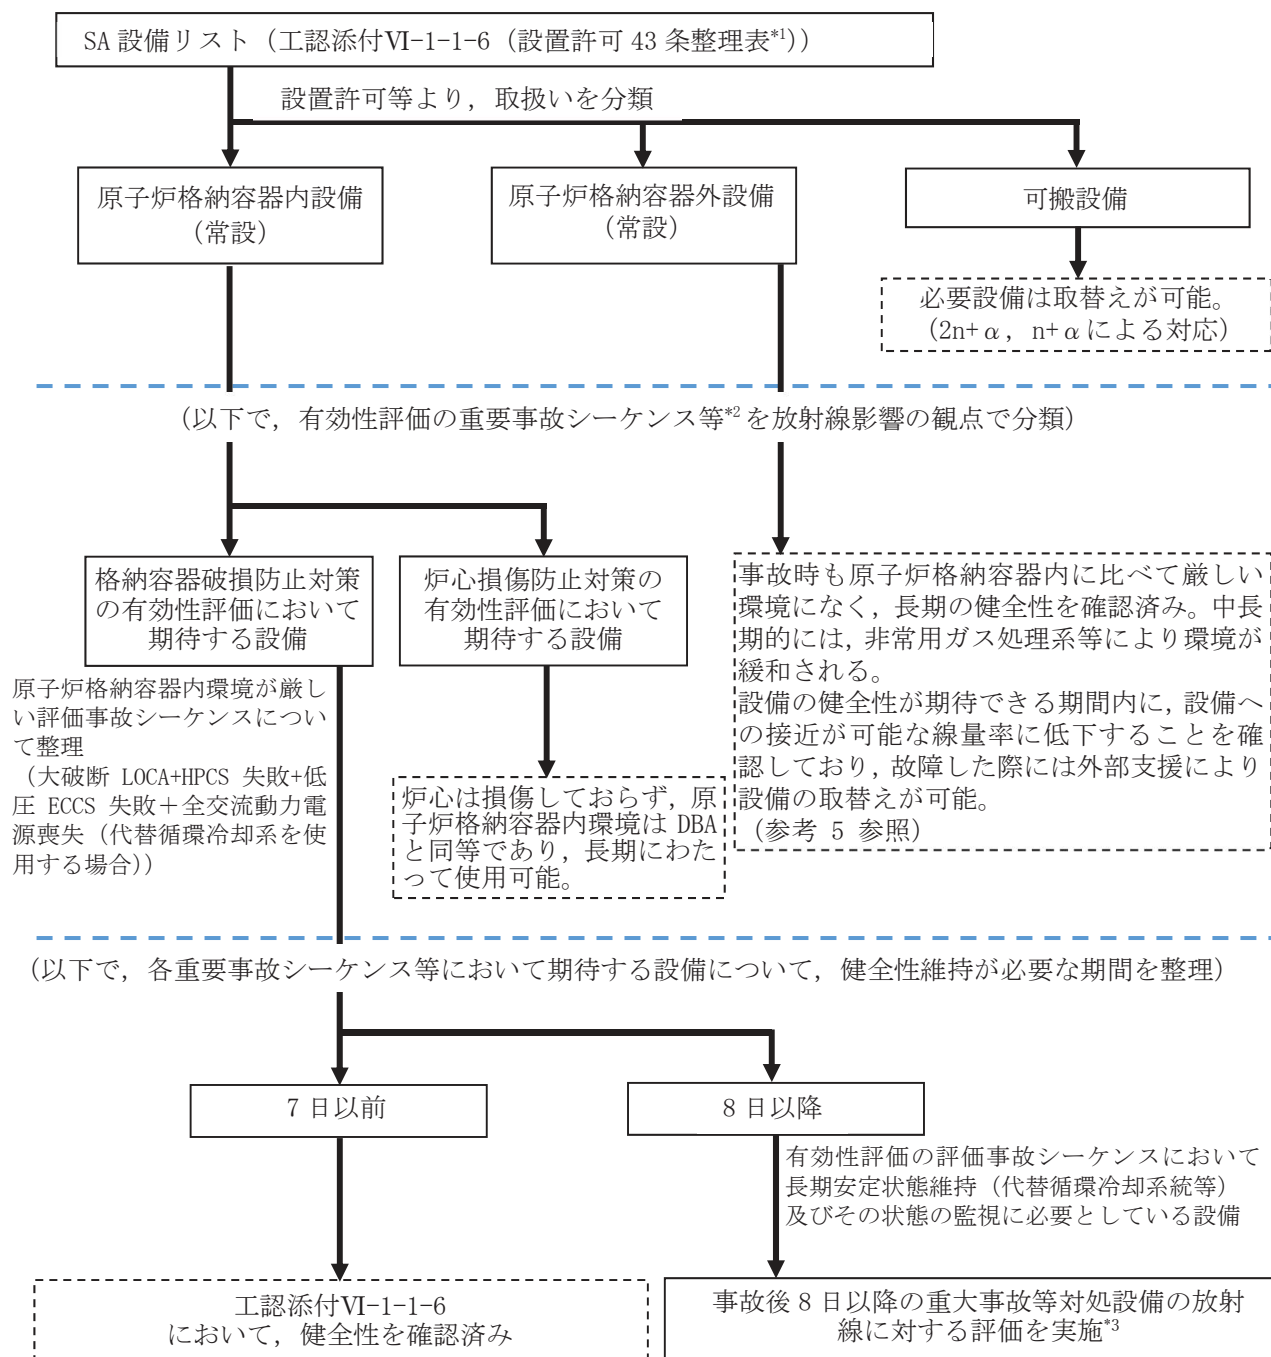 SA 設備リスト（工認添付Ⅵ-1-1-6（設置許可 43 条整理表*1））
設置許可等より，取扱いを分類
原子炉格納容器内設備
（常設）
原子炉格納容器外設備
（常設）
可搬設備
必要設備は取替えが可能。
（2n+α，n+αによる対応）
（以下で，有効性評価の重要事故シーケンス等*2を放射線影響の観点で分類）
格納容器破損防止対策
の有効性評価において
期待する設備
炉心損傷防止対策の
有効性評価において
期待する設備
事故時も原子炉格納容器内に比べて厳しい
環境になく，長期の健全性を確認済み。中長
期的には，非常用ガス処理系等により環境が
緩和される。
設備の健全性が期待できる期間内に，設備へ
の接近が可能な線量率に低下することを確
認しており，故障した際には外部支援により
設備の取替えが可能。
（参考 5 参照）
原子炉格納容器内環境が厳し
い評価事故シーケンスについ
て整理
（大破断 LOCA+HPCS 失敗+低
圧 ECCS 失敗＋全交流動力電
源喪失（代替循環冷却系を使
用する場合））
炉心は損傷しておらず，原
子炉格納容器内環境は DBA
と同等であり，長期にわた
って使用可能。
（以下で，各重要事故シーケンス等において期待する設備について，健全性維持が必要な期間を整理）
7 日以前
8 日以降
有効性評価の評価事故シーケンスにおいて
長期安定状態維持（代替循環冷却系統等）
及びその状態の監視に必要としている設備
工認添付Ⅵ-1-1-6
において，健全性を確認済み
事故後 8 日以降の重大事故等対処設備の放射
線に対する評価を実施*3